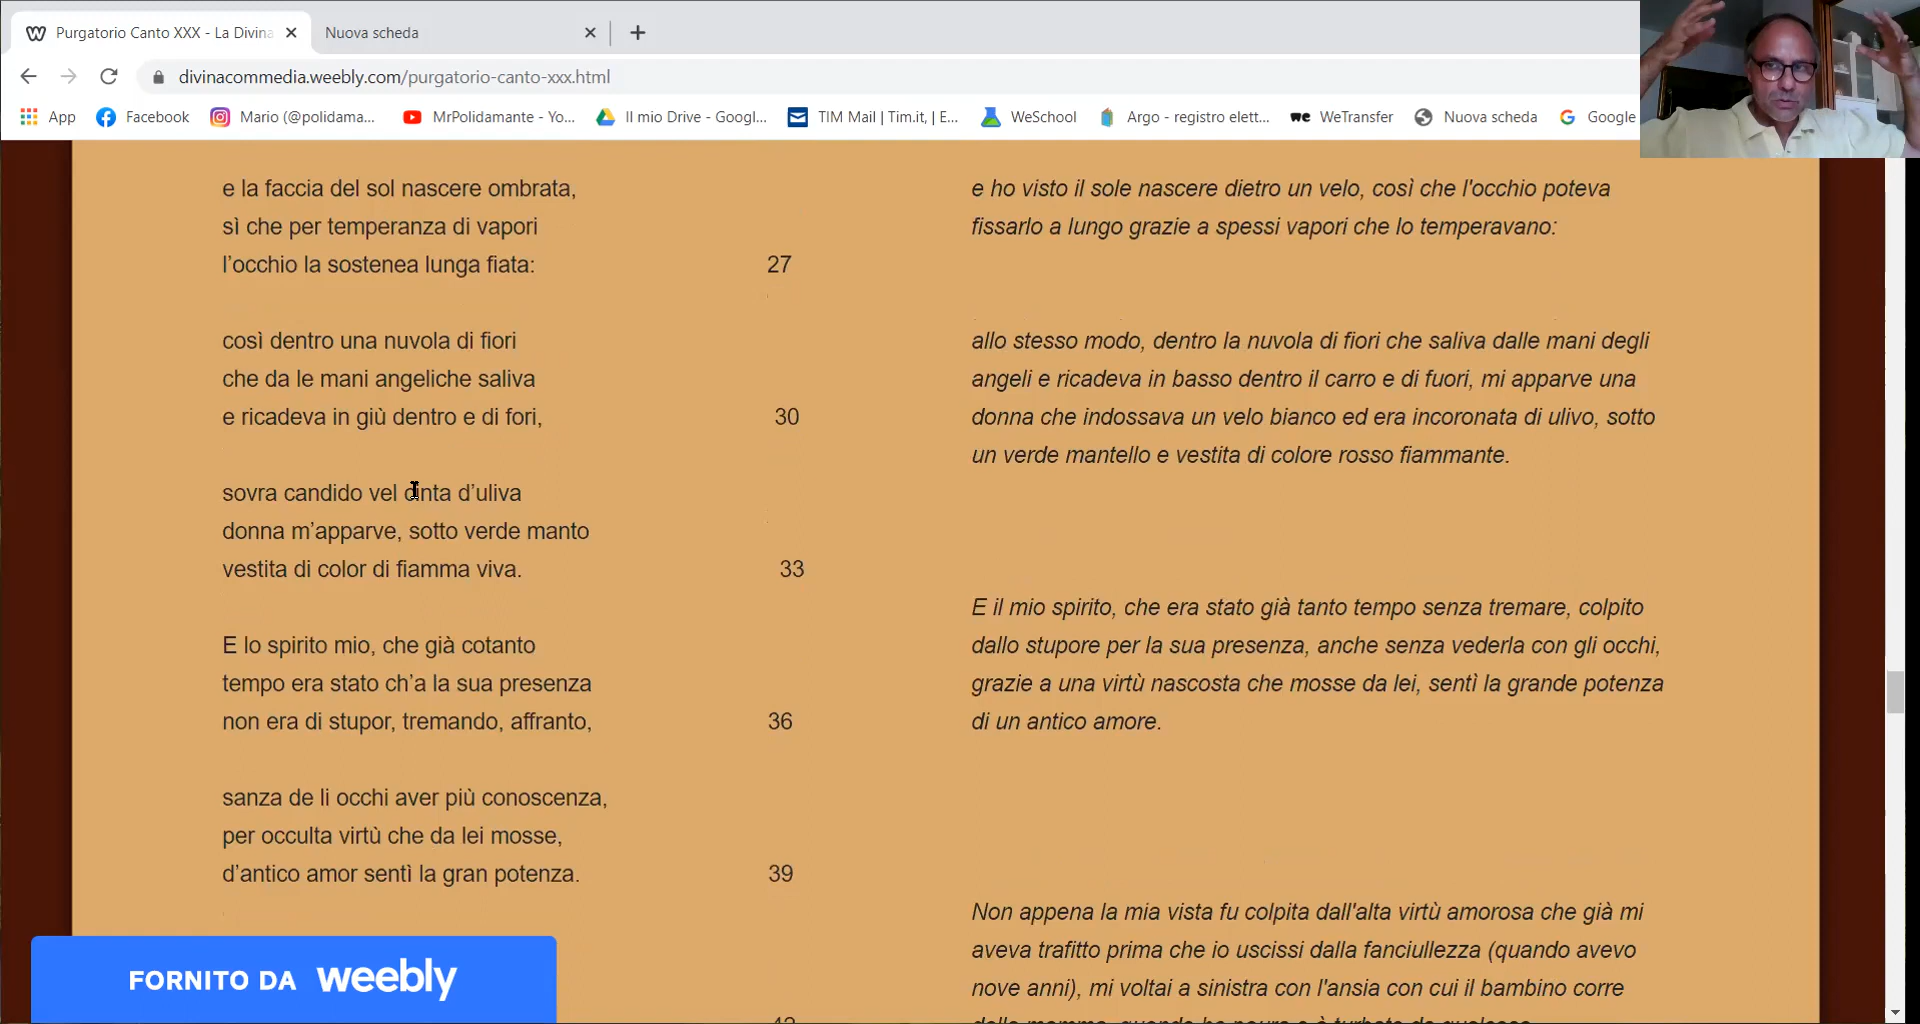 Purgatorio Canto XXX - La Divina
Nuova scheda
divinacommedia.weebly.com/purgatorio-canto-xxx.html
App
Facebook
Mario (@polidama...
MrPolidamante - Yo...
Il mio Drive - Googl...
TIM Mail | Tim.it, | E...
WeSchool
Argo - registro elett...
WeTransfer
Nuova scheda
Google
e la faccia del sol nascere ombrata,
sì che per temperanza di vapori
l'occhio la sostenea lunga fiata: 27
così dentro una nuvola di fiori
che da le mani angeliche saliva
e ricadeva in giù dentro e di fori, 30
sovra candido vel cinta d'uliva
donna m'apparve, sotto verde manto
vestita di color di fiamma viva. 33
E lo spirito mio, che già cotanto
tempo era stato ch'a la sua presenza
non era di stupor, tremando, affranto, 36
sanza de li occhi aver più conoscenza,
per occulta virtù che da lei mosse,
d'antico amor sentì la gran potenza. 39
e ho visto il sole nascere dietro un velo, così che l'occhio poteva
fissarlo a lungo grazie a spessi vapori che lo temperavano:
allo stesso modo, dentro la nuvola di fiori che saliva dalle mani degli
angeli e ricadeva in basso dentro il carro e di fuori, mi apparve una
donna che indossava un velo bianco ed era incoronata di ulivo, sotto
un verde mantello e vestita di colore rosso fiammante.
E il mio spirito, che era stato già tanto tempo senza tremare, colpito
dallo stupore per la sua presenza, anche senza vederla con gli occhi,
grazie a una virtù nascosta che mosse da lei, sentì la grande potenza
di un antico amore.
Non appena la mia vista fu colpita dall'alta virtù amorosa che già mi
aveva trafitto prima che io uscissi dalla fanciullezza (quando avevo
nove anni), mi voltai a sinistra con l'ansia con cui il bambino corre
FORNITO DA weebly